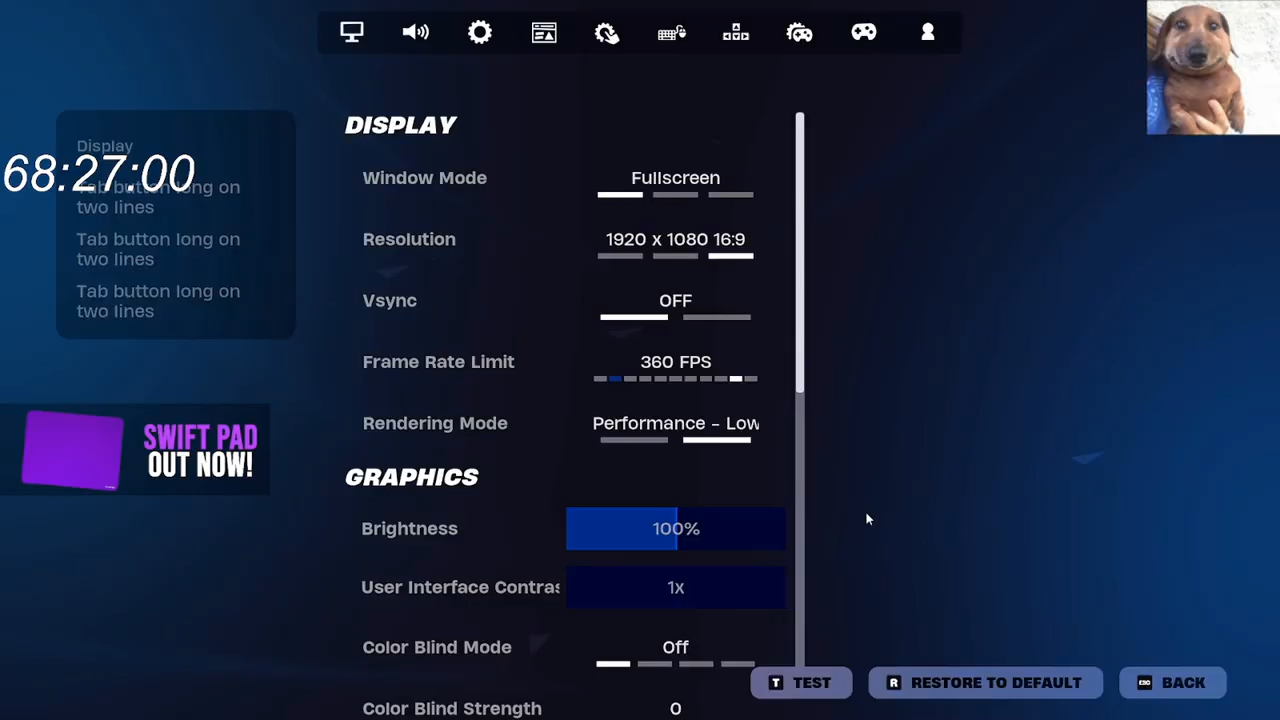 DISPLAY
Display
68:27:00
Tab button long on
two lines
Tab button long on
two lines
Tab button long on
two lines
Window Mode
Fullscreen
Resolution
1920 x 1080 16:9
Vsync
OFF
Frame Rate Limit
360 FPS
Rendering Mode
Performance - Low
SWIFT PAD
OUT NOW!
GRAPHICS
Brightness
100%
User Interface Contras
1x
Color Blind Mode
Off
Color Blind Strength
0
T TEST
R RESTORE TO DEFAULT
ESC BACK